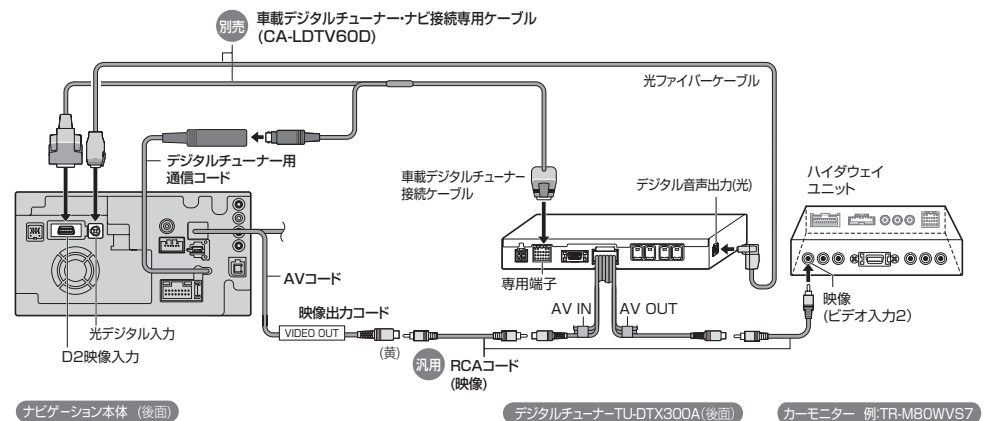 別売
車載デジタルチューナー・ナビ接続専用ケーブル
(CA-LDTV60D)
光ファイバーケーブル
デジタルチューナー用
通信コード
車載デジタルチューナー
接続ケーブル
デジタル音声出力(光)
ハイダウェイ
ユニット
専用端子
AVコード
AV IN
AV OUT
映像
(ビデオ入力2)
映像出力コード
VIDEO OUT
(黄)
光デジタル入力
D2映像入力
汎用
RCAコード
(映像)
ナビゲーション本体 (後面)
デジタルチューナーTU-DTX300A(後面)
カーモニター 例:TR-M80WVS7